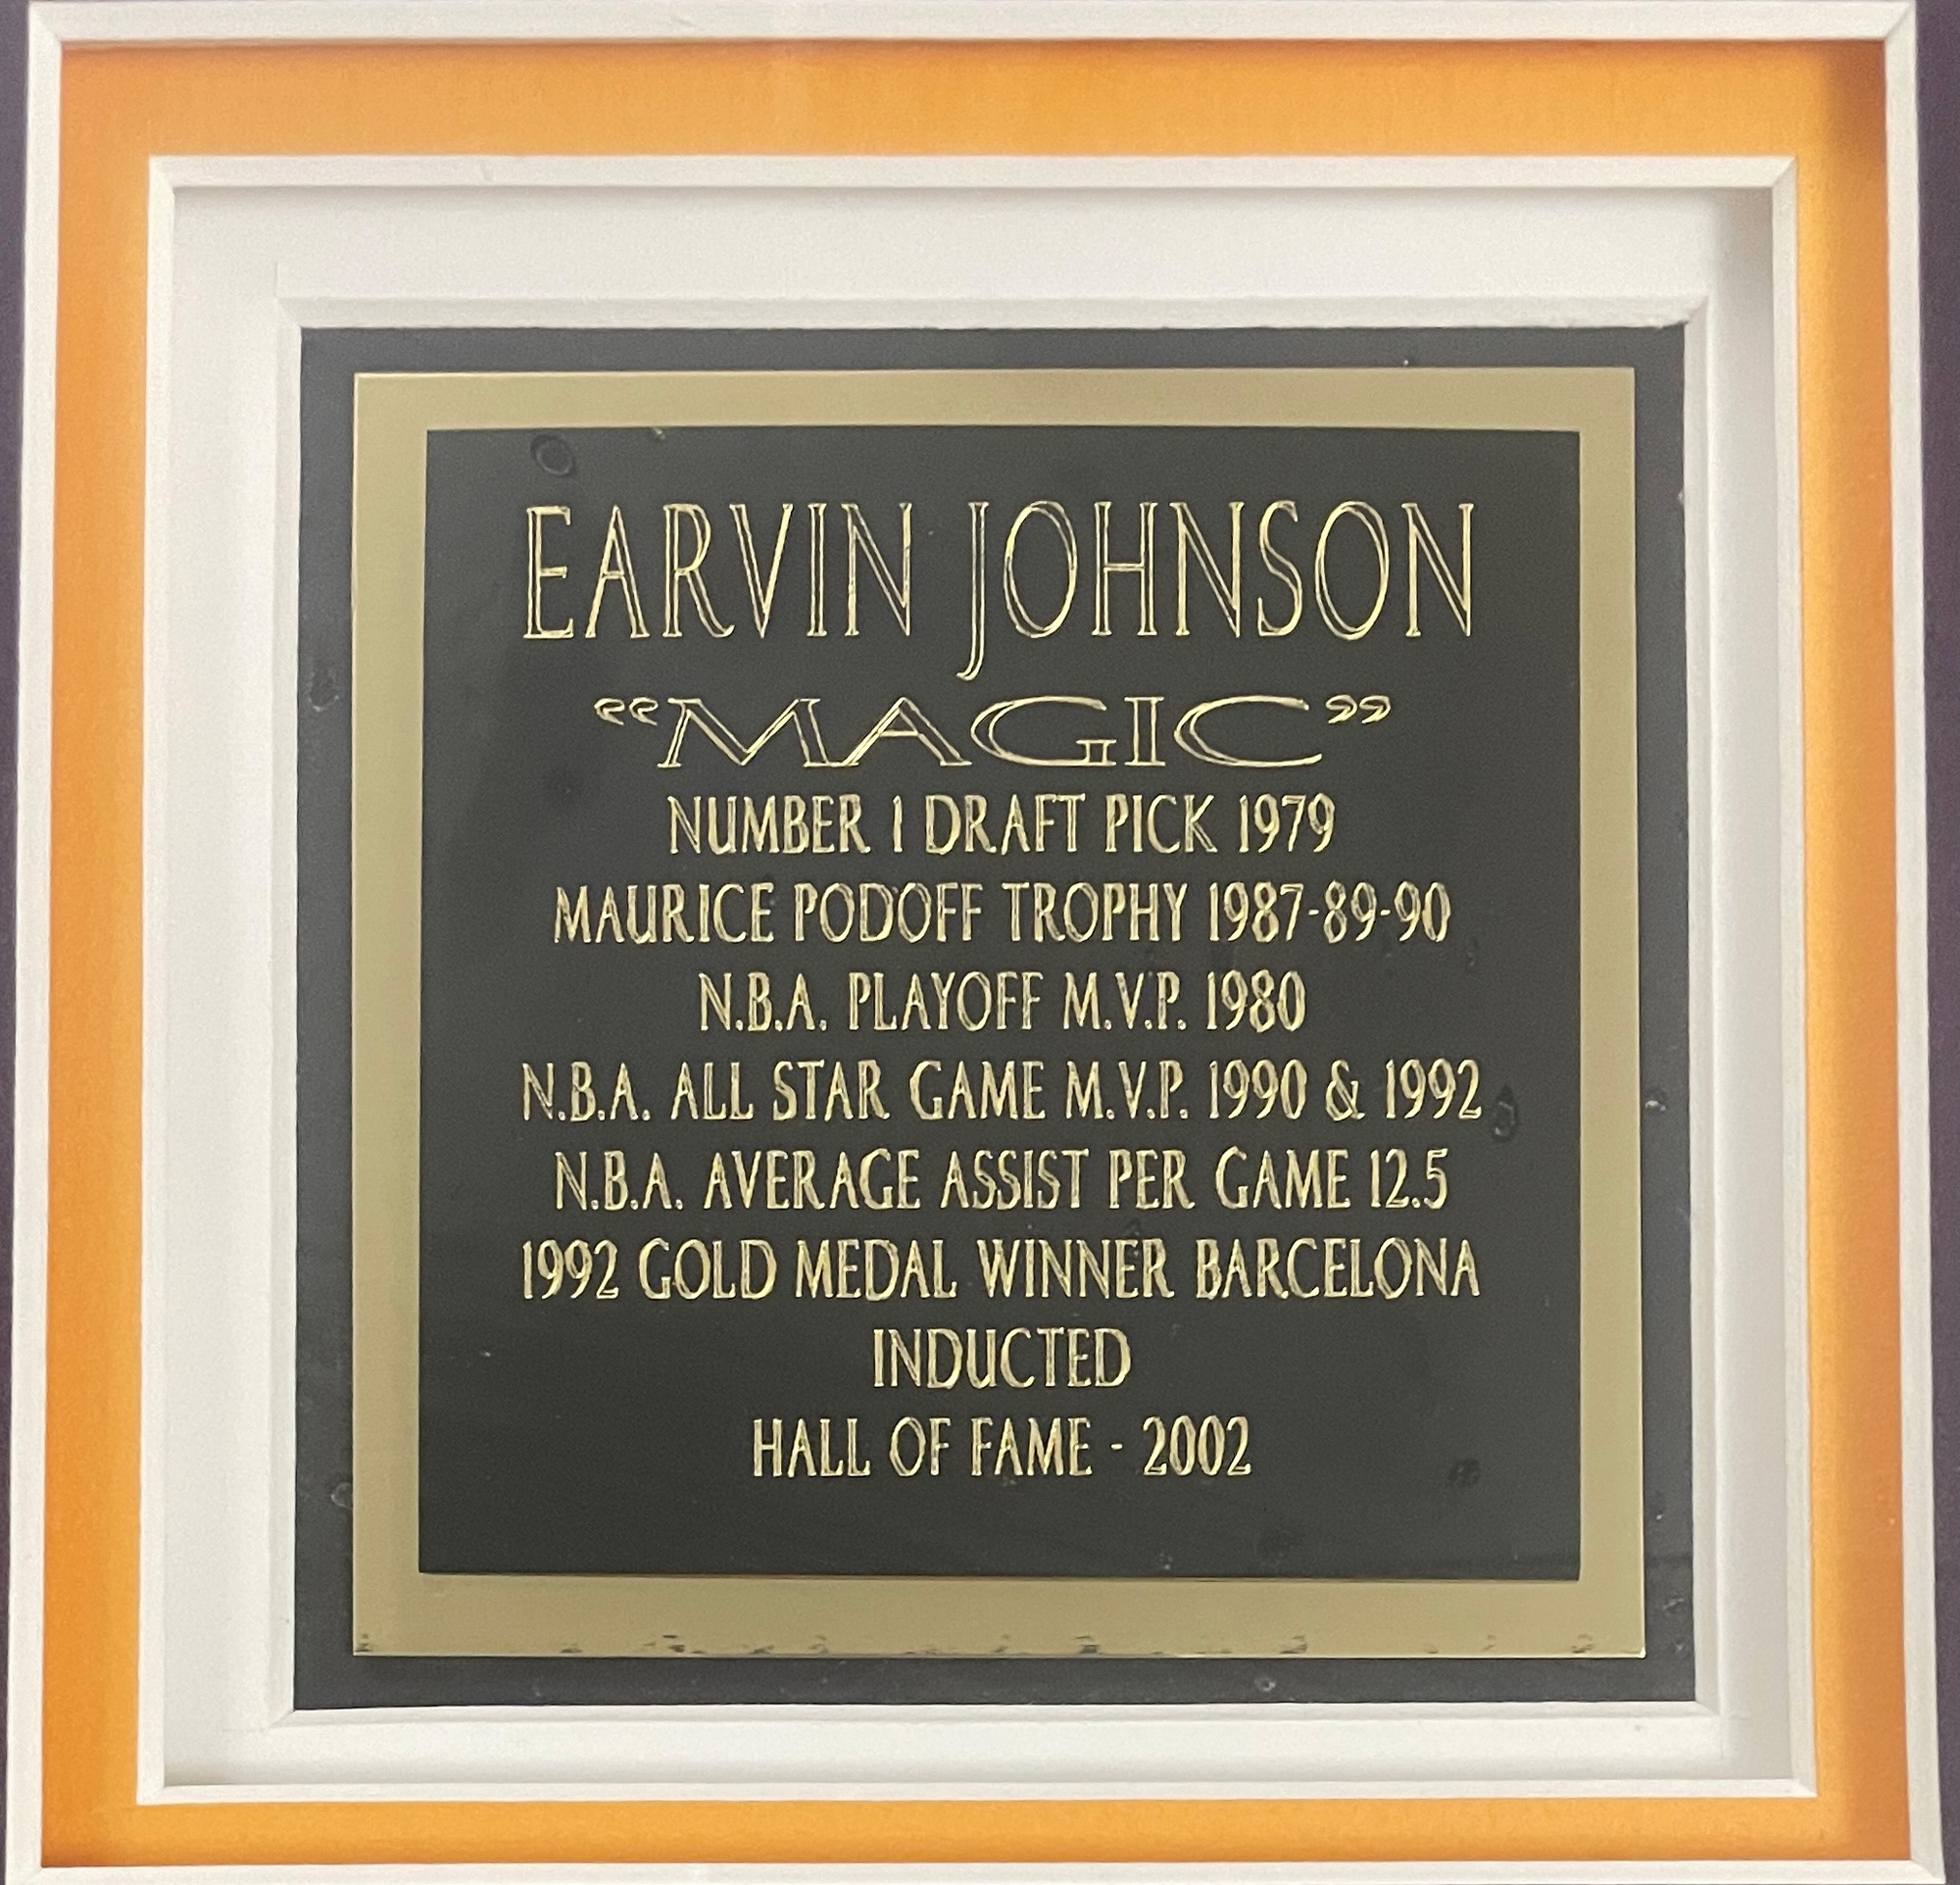 EARVIN JOHNSON
“MAGIC”
NUMBER 1 DRAFT PICK 1979
MAURICE PODOFF TROPHY 1987-89-90
N.B.A. PLAYOFF M.V.P. 1980
N.B.A. ALL STAR GAME M.V.P. 1990 & 1992
N.B.A. AVERAGE ASSIST PER GAME 12.5
1992 GOLD MEDAL WINNER BARCELONA
INDUCTED
HALL OF FAME - 2002